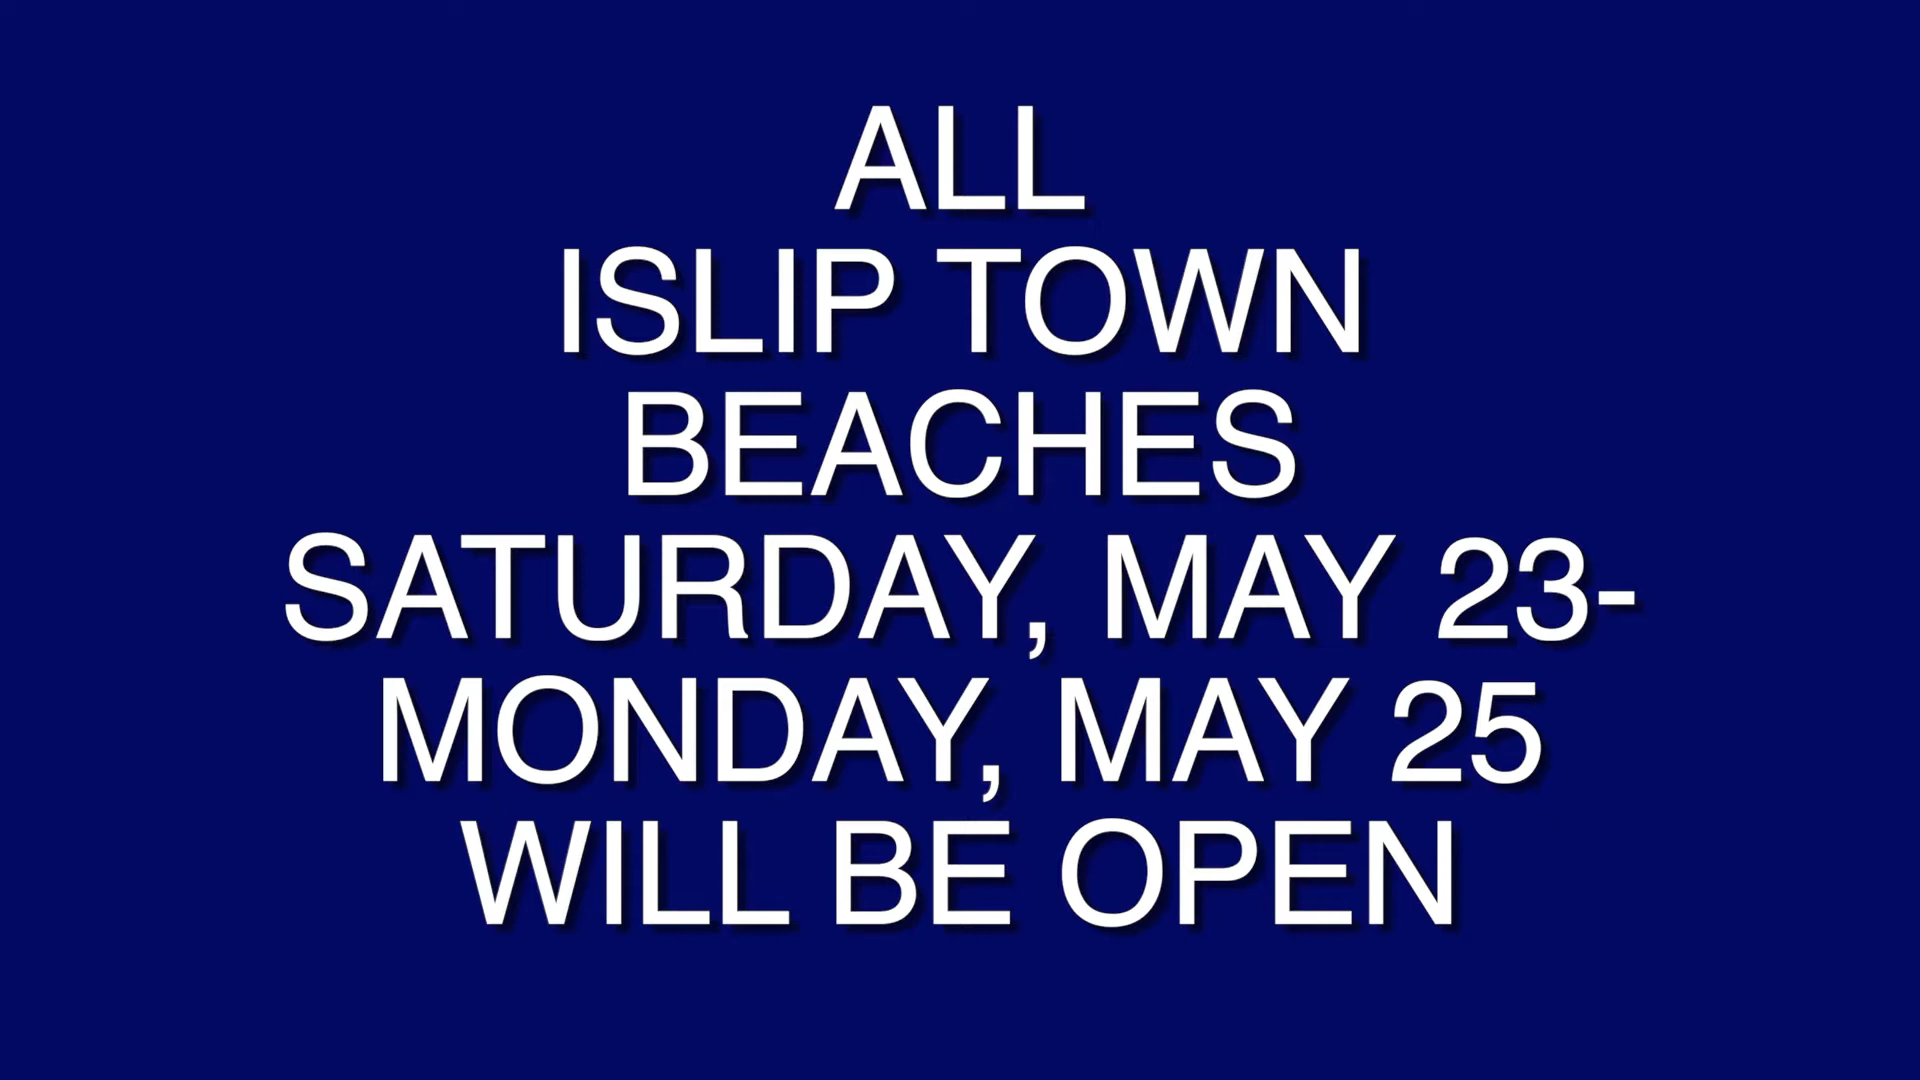 ALL
ISLIP TOWN
BEACHES
SATURDAY, MAY 23-
MONDAY, MAY 25
WILL BE OPEN